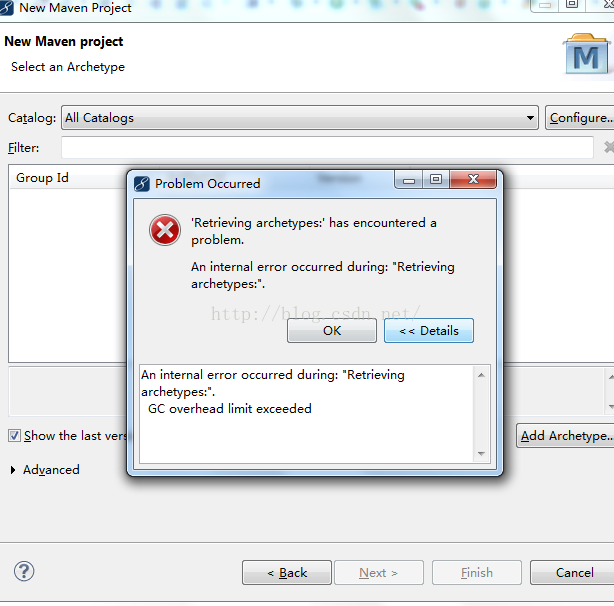 New Maven Project
New Maven project
Select an Archetype
Catalog: All Catalogs Configure..
Filter:
Group Id
Problem Occurred
'Retrieving archetypes:' has encountered a
problem.
An internal error occurred during: "Retrieving
archetypes:".
http://blog.csdn.net/
OK << Details
An internal error occurred during: "Retrieving
archetypes:".
GC overhead limit exceeded
Show the last vers Add Archetype..
Advanced
< Back Next > Finish Cancel